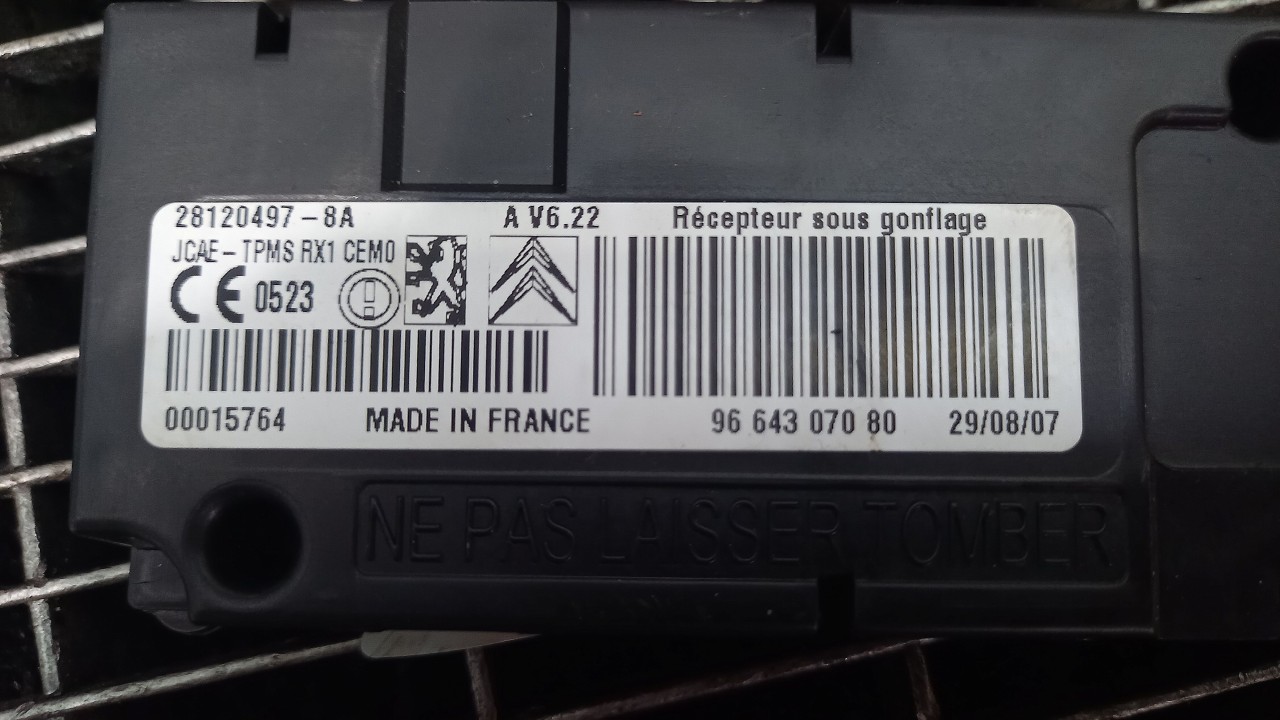 28120497-8A A V6.22 Récepteur sous gonflage
JCAE-TPMS RX1 CEM0
CE 0523
00015764 MADE IN FRANCE 96 643 070 80 29/08/07
NE PAS LAISSER TOMBER